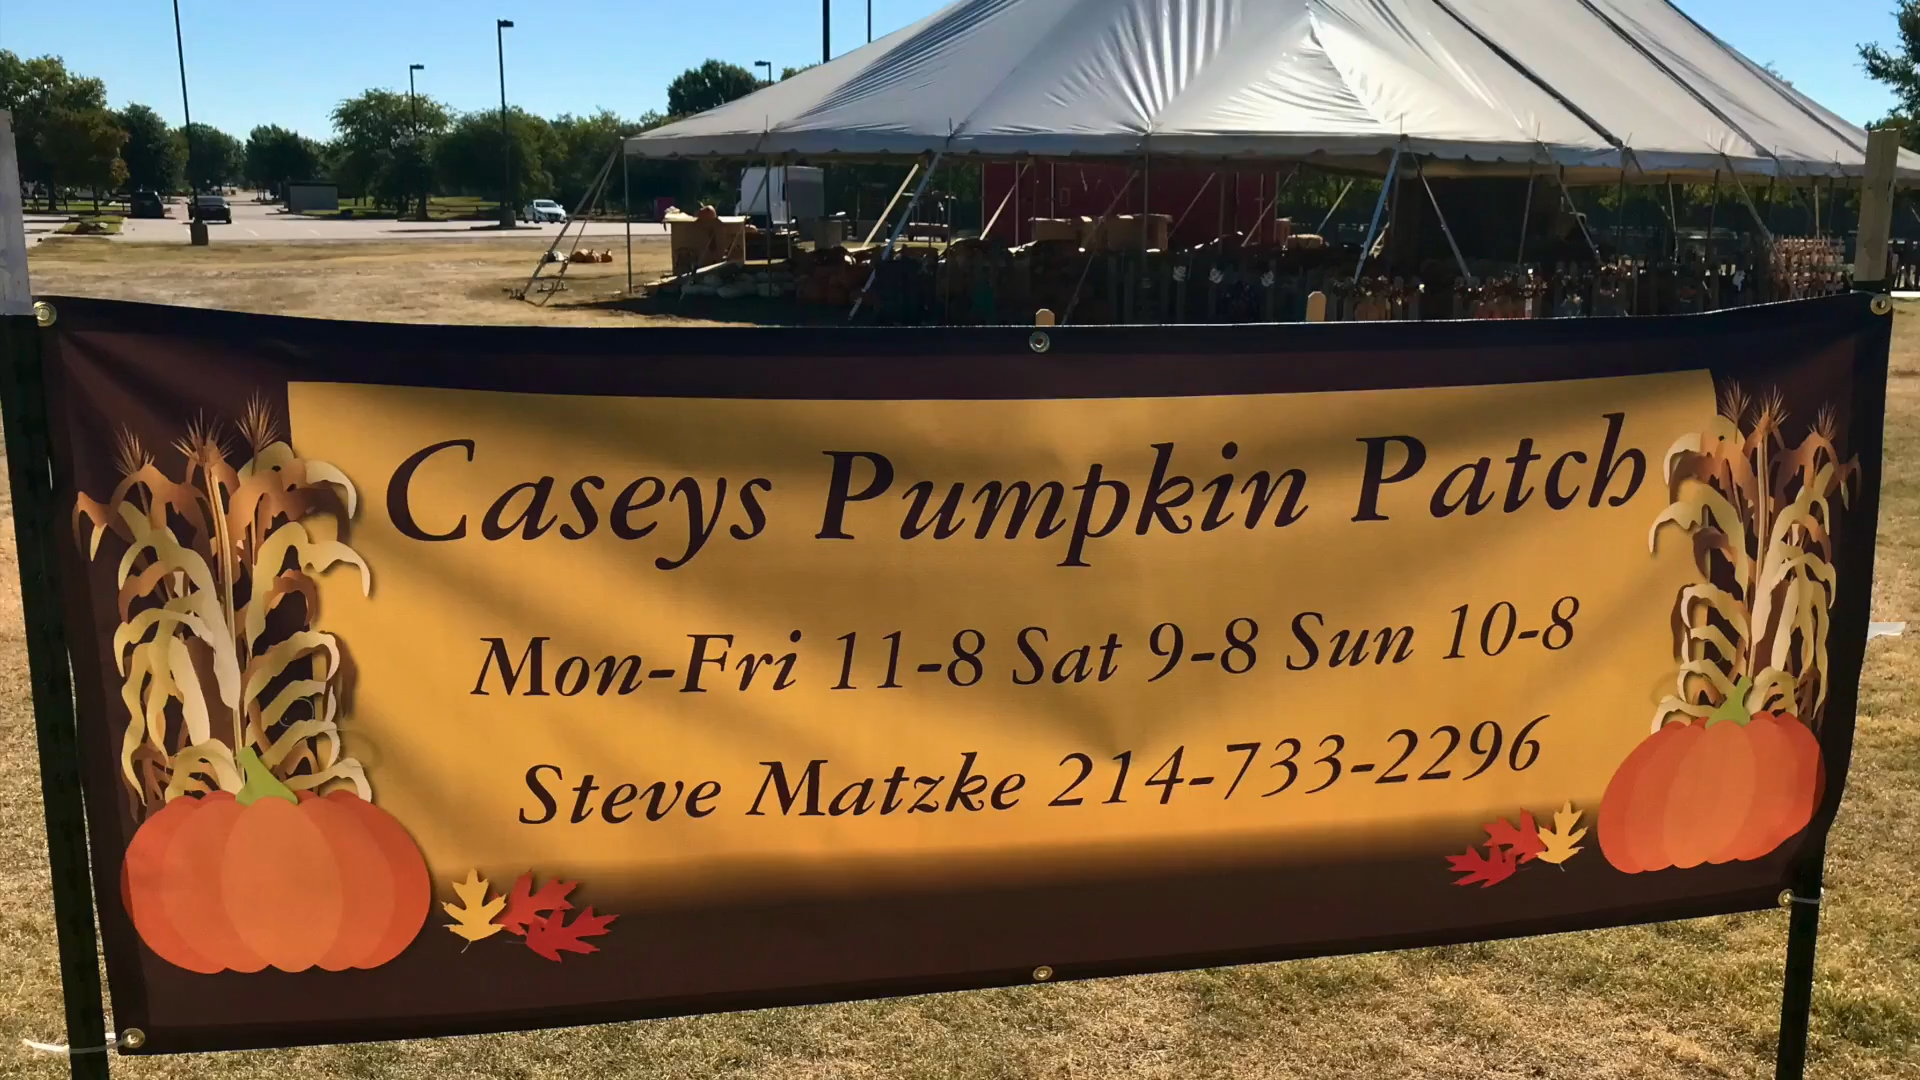 Caseys Pumpkin Patch
Mon-Fri 11-8 Sat 9-8 Sun 10-8
Steve Matzke 214-733-2296